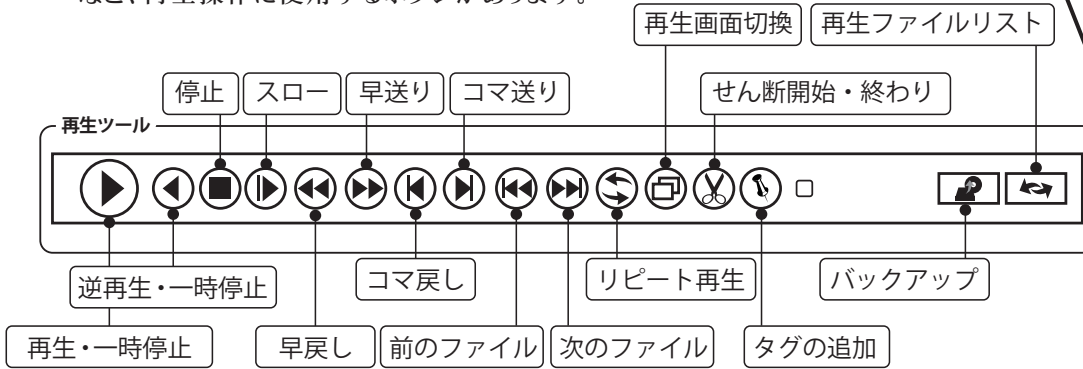 など、再生操作に使用するボタンがあります。
再生画面切換
再生ファイルリスト
停止
スロー
早送り
コマ送り
せん断開始・終わり
再生ツール
逆再生・一時停止
コマ戻し
リピート再生
バックアップ
再生・一時停止
早戻し
前のファイル
次のファイル
タグの追加